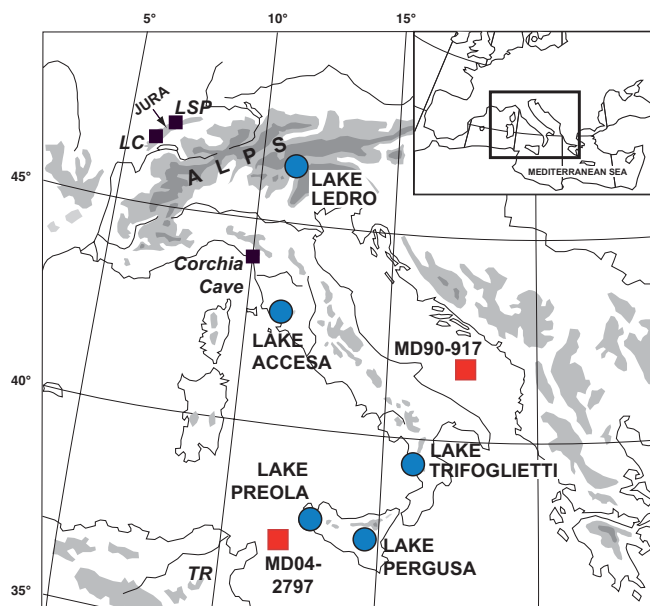 5°
10°
15°
JURA
LSP
LC
ALPS
MEDITERRANEAN SEA
45°
LAKE
LEDRO
Corchia
Cave
LAKE
ACCESA
MD90-917
40°
LAKE
TRIFOGLIETTI
LAKE
PREOLA
LAKE
PERGUSA
MD04-
2797
TR
35°